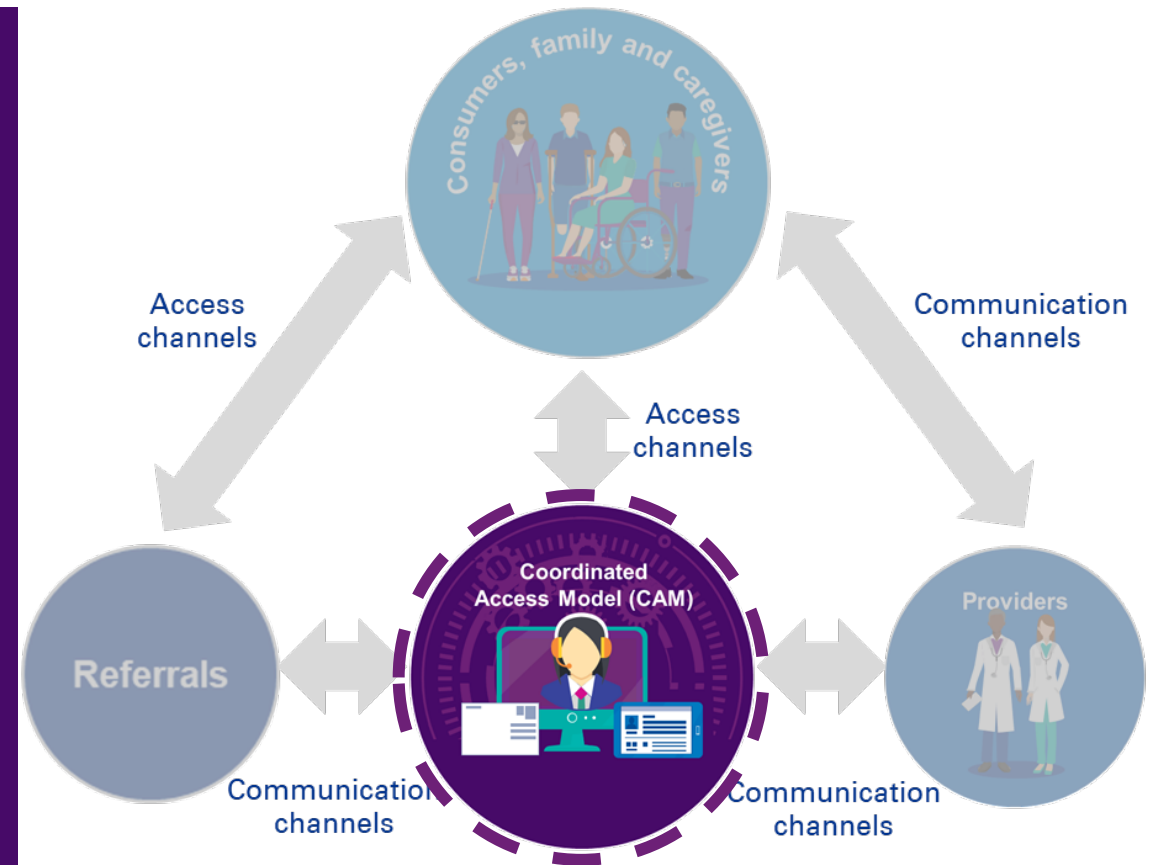 Consumers, family and caregivers
Access
channels
Communication
channels
Access
channels
Coordinated
Access Model (CAM)
Providers
Referrals
Communication
channels
Communication
channels